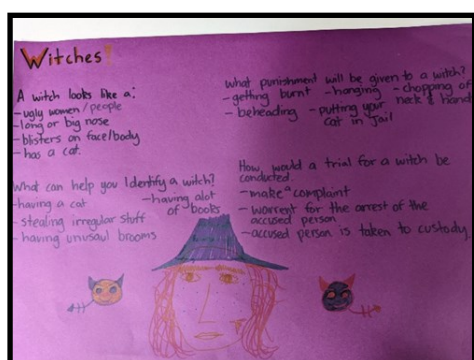 Witches!
A witch looks like a:
-ugly women/people
-long or big nose
-blisters on face/body
-has a cat.
What punishment will be given to a witch?
-getting burnt -hanging -chopping of
neck & hand
-beheading -putting your
cat in jail
What can help you Identify a witch?
-having a cat -having alot
of books
-stealing irregular stuff
-having unusaul brooms
How would a trial for a witch be
conducted.
-make a complaint
-worrent for the arrest of the
accused person
-accused person is taken to custody